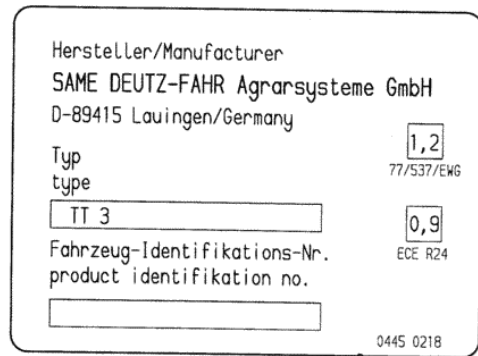 Hersteller/Manufacturer
SAME DEUTZ-FAHR Agrarsysteme GmbH
D-89415 Lauingen/Germany
1,2
77/537/EWG
Typ
type
TT 3
0,9
ECE R24
Fahrzeug-Identifikations-Nr.
product identifikation no.
0445 0218